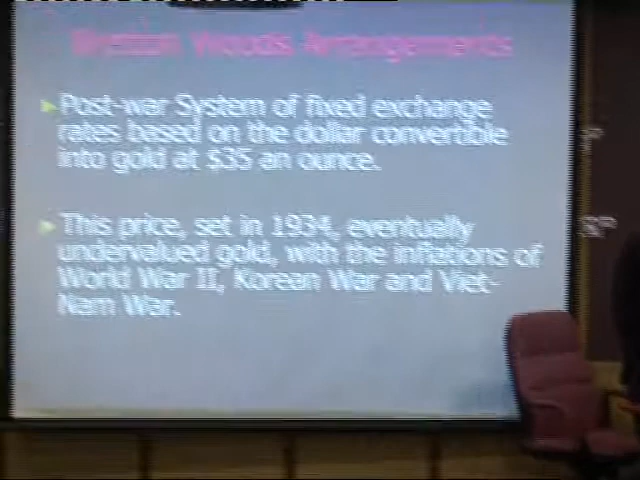 Bretton Woods Arrangements
Post-war System of fixed exchange
rates based on the dollar convertible
into gold at $35 an ounce.
This price, set in 1934, eventually
undervalued gold, with the inflations of
World War II, Korean War and Viet-
Nam War.